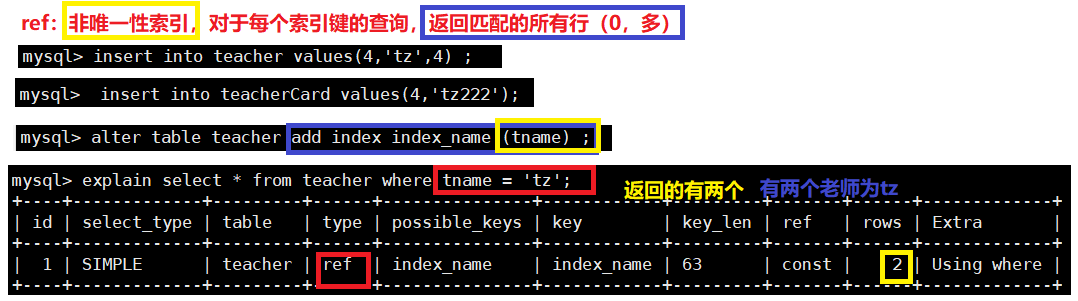 ref：非唯一性索引，对于每个索引键的查询，返回匹配的所有行（0，多）
mysql> insert into teacher values(4,'tz',4) ;
mysql>  insert into teacherCard values(4,'tz222');
mysql> alter table teacher add index index_name (tname) ;
mysql> explain select * from teacher where tname = 'tz';
返回的有两个 有两个老师为tz
+----+-------------+---------+------+---------------+------------+---------+-------+------+-------------+
| id | select_type | table   | type | possible_keys | key        | key_len | ref   | rows | Extra       |
+----+-------------+---------+------+---------------+------------+---------+-------+------+-------------+
|  1 | SIMPLE      | teacher | ref  | index_name    | index_name | 63      | const |    2 | Using where |
+----+-------------+---------+------+---------------+------------+---------+-------+------+-------------+